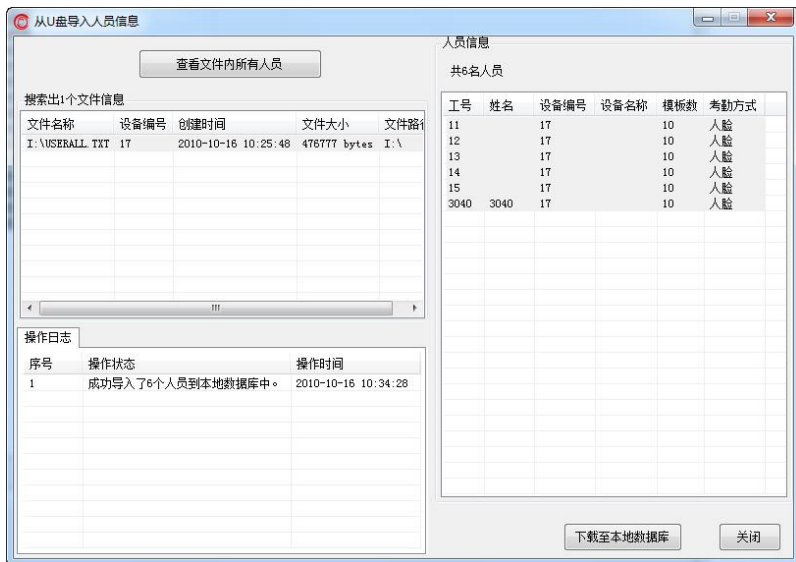 从U盘导入人员信息
查看文件内所有人员
搜索出1个文件信息
文件名称 设备编号 创建时间 文件大小 文件路
I:\USERALL.TXT 17 2010-10-16 10:25:48 476777 bytes I:\
操作日志
序号 操作状态 操作时间
1 成功导入了6个人员到本地数据库中。 2010-10-16 10:34:28
人员信息
共6名人员
工号 姓名 设备编号 设备名称 模板数 考勤方式
11 17 10 人脸
12 17 10 人脸
13 17 10 人脸
14 17 10 人脸
15 17 10 人脸
3040 3040 17 10 人脸
下载至本地数据库 关闭